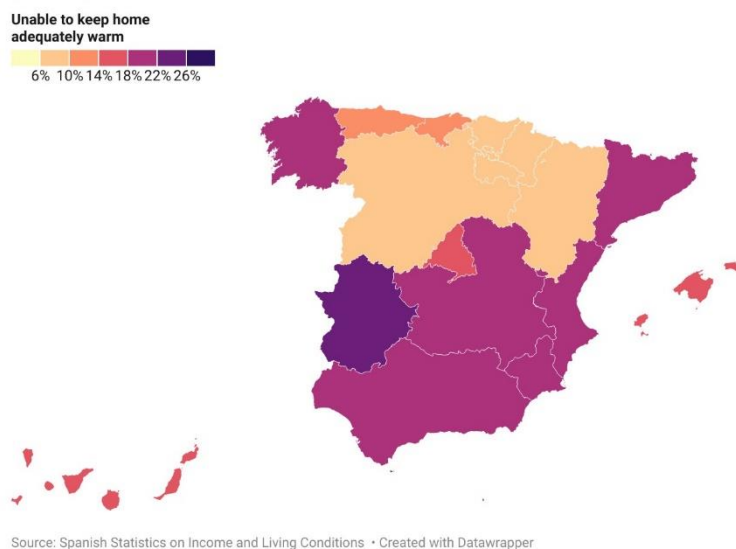 Unable to keep home
adequately warm
6% 10% 14% 18% 22% 26%
Source: Spanish Statistics on Income and Living Conditions • Created with Datawrapper